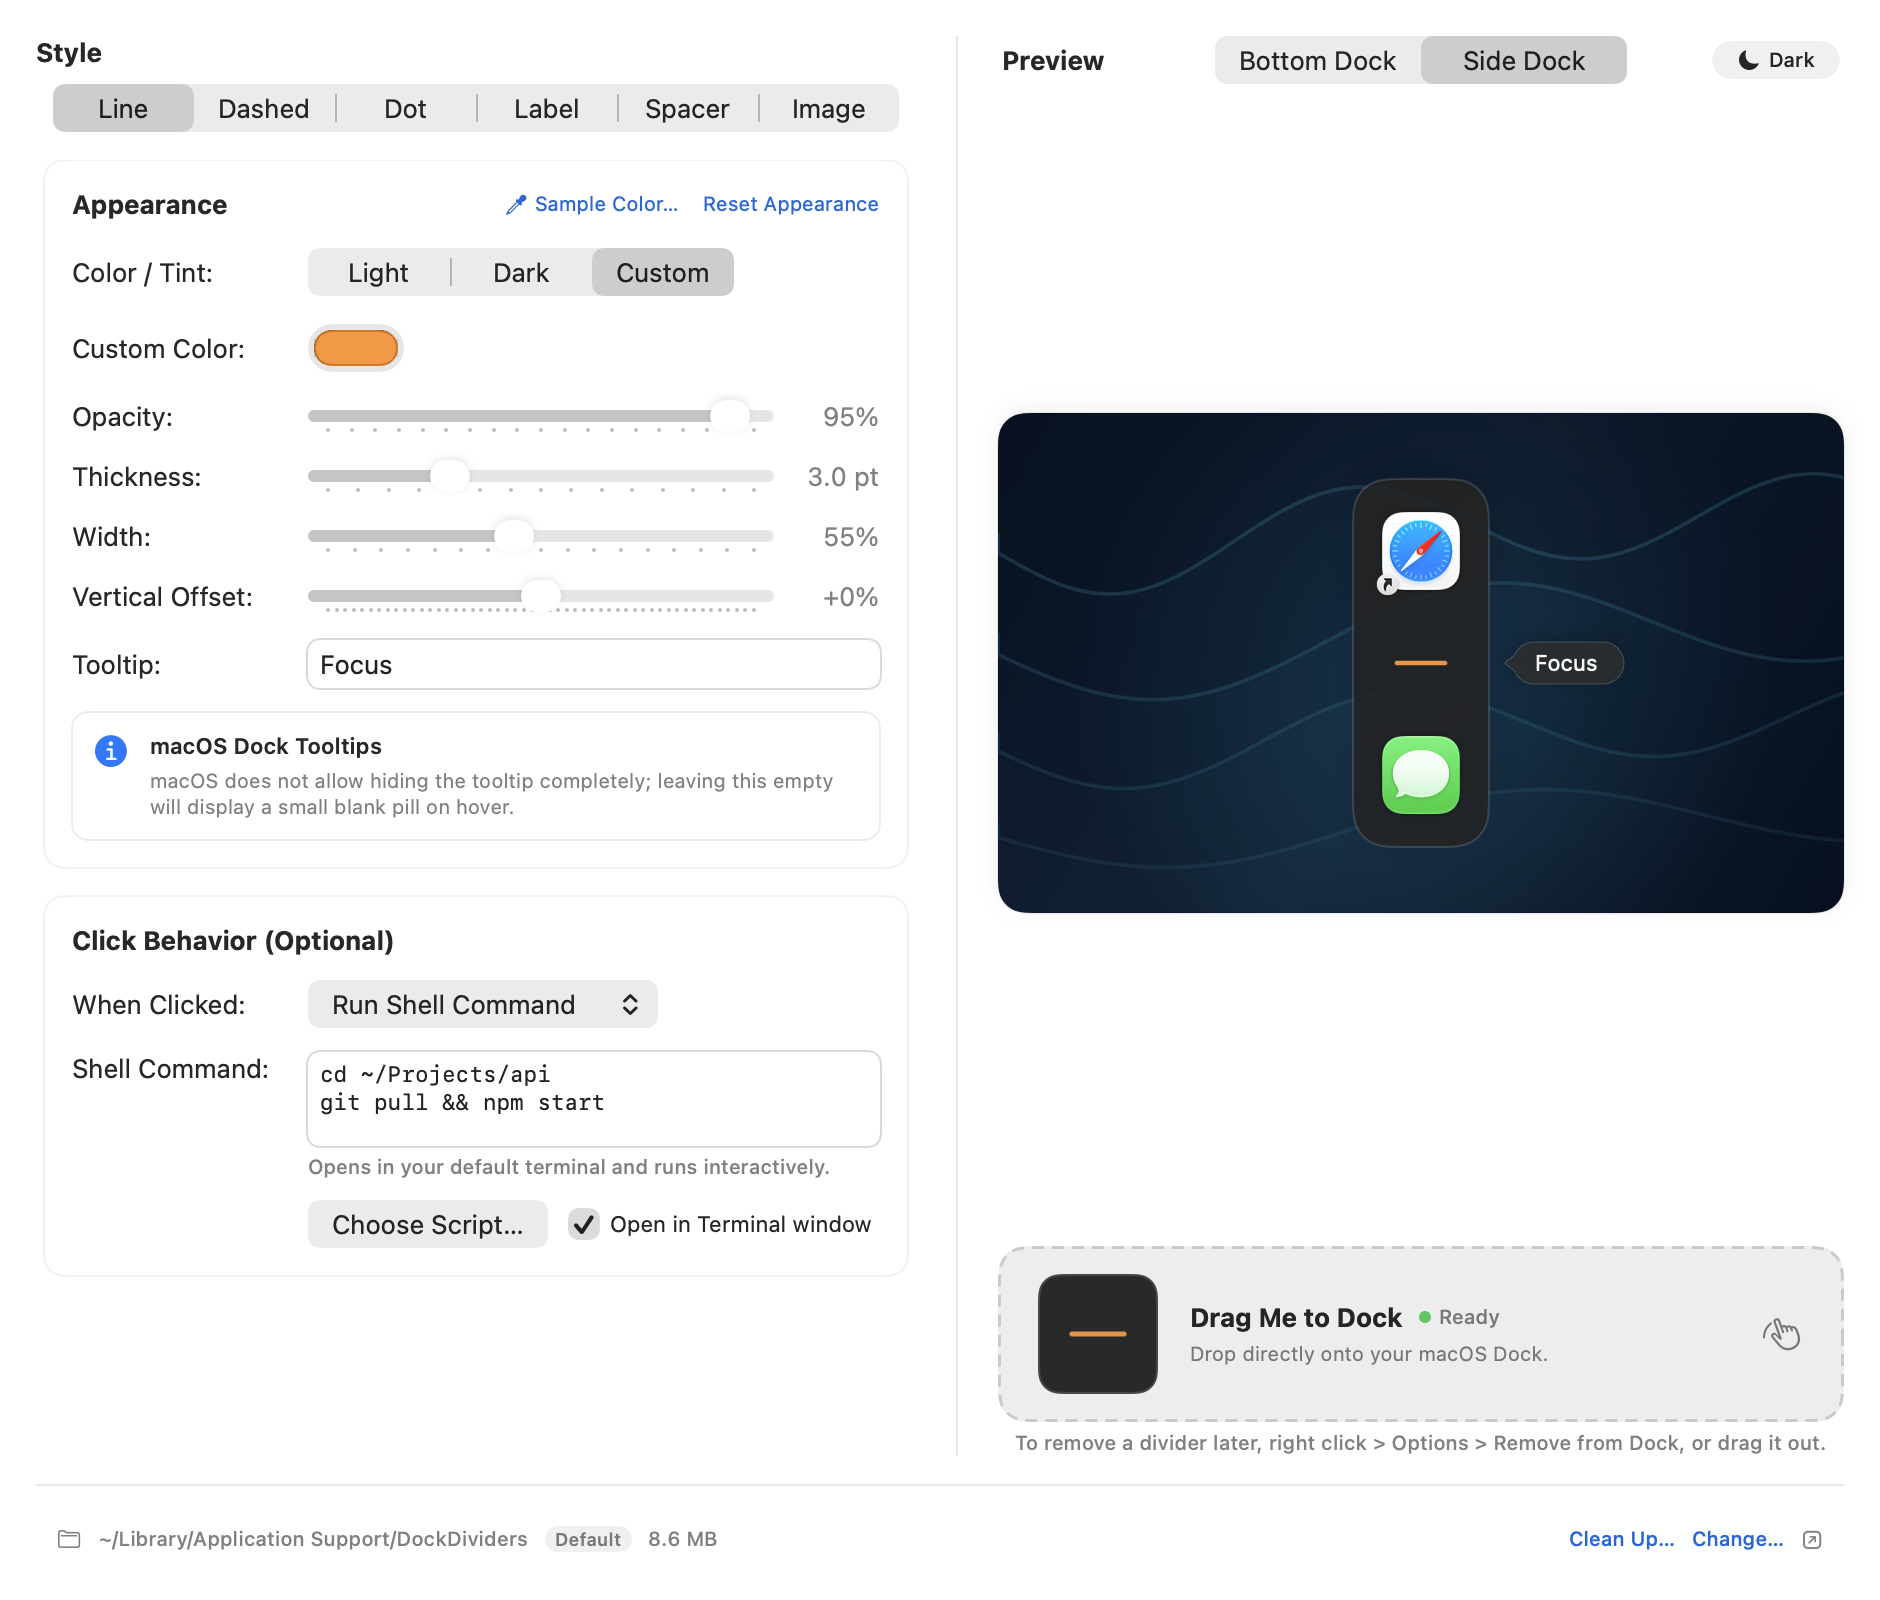 Style
Line
Dashed
Dot
Label
Spacer
Image
Appearance
Sample Color...
Reset Appearance
Color / Tint:
Light
Dark
Custom
Custom Color:
Opacity:
95%
Thickness:
3.0 pt
Width:
55%
Vertical Offset:
+0%
Tooltip:
Focus
macOS Dock Tooltips
macOS does not allow hiding the tooltip completely; leaving this empty
will display a small blank pill on hover.
Click Behavior (Optional)
When Clicked:
Run Shell Command
Shell Command:
cd ~/Projects/api
git pull && npm start
Opens in your default terminal and runs interactively.
Choose Script...
Open in Terminal window
Preview
Bottom Dock
Side Dock
Dark
Focus
Drag Me to Dock
Ready
Drop directly onto your macOS Dock.
To remove a divider later, right click > Options > Remove from Dock, or drag it out.
~/Library/Application Support/DockDividers
Default
8.6 MB
Clean Up...
Change...